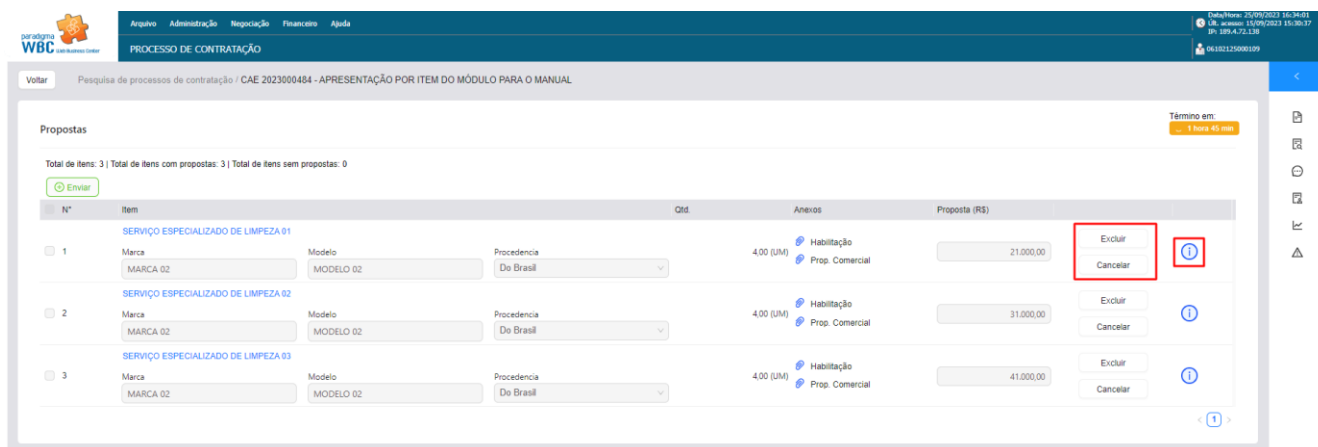 Arquivo Administração Negociação Financeiro Ajuda
Data/Hora: 25/09/2023 16:34:01
Últ. acesso: 15/09/2023 15:30:37
IP: 189.4.72.138
paradigma
WBC Web Business Center
PROCESSO DE CONTRATAÇÃO
06102125000109
Voltar
Pesquisa de processos de contratação / CAE 2023000484 - APRESENTAÇÃO POR ITEM DO MÓDULO PARA O MANUAL
Propostas
Término em:
1 hora 45 min
Total de itens: 3 | Total de itens com propostas: 3 | Total de itens sem propostas: 0
Enviar
N° Item Qtd. Anexos Proposta (R$)
SERVIÇO ESPECIALIZADO DE LIMPEZA 01
1 Marca Modelo Procedencia 4,00 (UM) Habilitação 21.000,00 Excluir
MARCA 02 MODELO 02 Do Brasil Prop. Comercial Cancelar
SERVIÇO ESPECIALIZADO DE LIMPEZA 02
2 Marca Modelo Procedencia 4,00 (UM) Habilitação 31.000,00 Excluir
MARCA 02 MODELO 02 Do Brasil Prop. Comercial Cancelar
SERVIÇO ESPECIALIZADO DE LIMPEZA 03
3 Marca Modelo Procedencia 4,00 (UM) Habilitação 41.000,00 Excluir
MARCA 02 MODELO 02 Do Brasil Prop. Comercial Cancelar
< 1 >